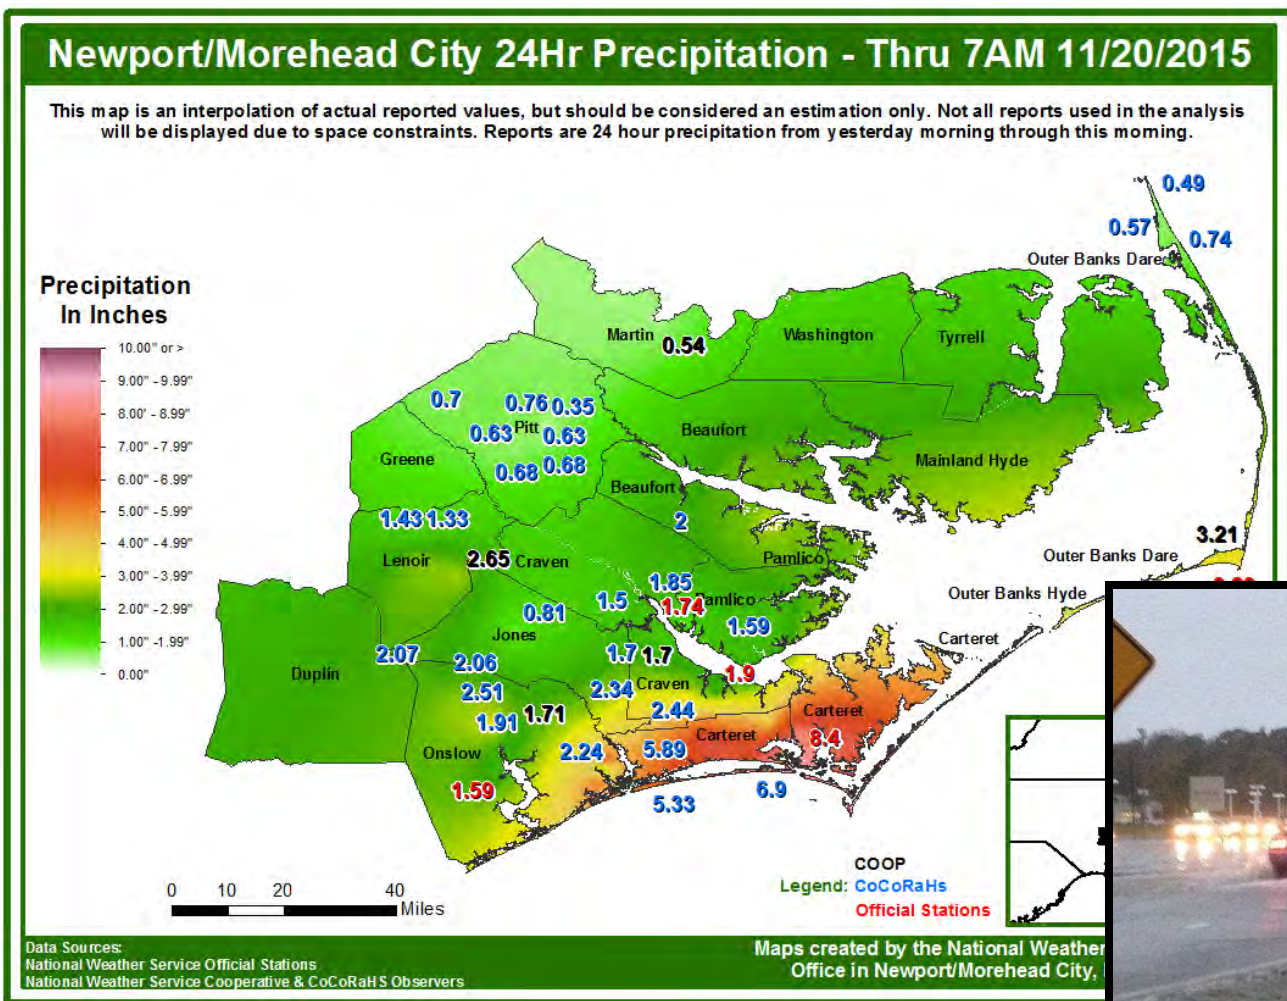 Newport/Morehead City 24Hr Precipitation - Thru 7AM 11/20/2015
This map is an interpolation of actual reported values, but should be considered an estimation only. Not all reports used in the analysis
will be displayed due to space constraints. Reports are 24 hour precipitation from yesterday morning through this morning.
0.49
0.57
0.74
Outer Banks Dare
Precipitation
In Inches
10.00" or >
9.00" -9.99"
8.00" -8.99"
7.00" -7.99"
6.00" -6.99"
5.00" -5.99"
4.00" -4.99"
3.00" -3.99"
2.00" -2.99"
1.00" -1.99"
0.00"
Martin
0.54
Washington
Tyrrell
0.7
0.76
0.35
Pitt
0.63
0.63
Beaufort
Greene
0.68
0.68
Mainland Hyde
Beaufort
1.43
1.33
2
3.21
Lenoir
2.65
Craven
Pamlico
Outer Banks Dare
1.85
Outer Banks Hyde
1.5
1.74
Pamlico
0.81
1.59
Jones
Carteret
2.07
2.06
1.7
1.7
Duplin
1.9
2.51
2.34
Craven
1.91
1.71
2.44
Carteret
Onslow
2.24
5.89
Carteret
8.4
1.59
5.33
6.9
COOP
Legend: CoCoRaHs
Official Stations
0 10 20 40
Miles
Data Sources:
National Weather Service Official Stations
National Weather Service Cooperative & CoCoRaHS Observers
Maps created by the National Weather
Office in Newport/Morehead City,